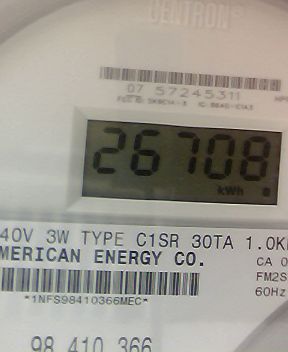 CENTRON®
07 57245311
26708
kWh
40V 3W TYPE C1SR 30TA 1.0K
MERICAN ENERGY CO.
CA 0
FM2S
60Hz
*1NFS98410366MEC*
98 410 366